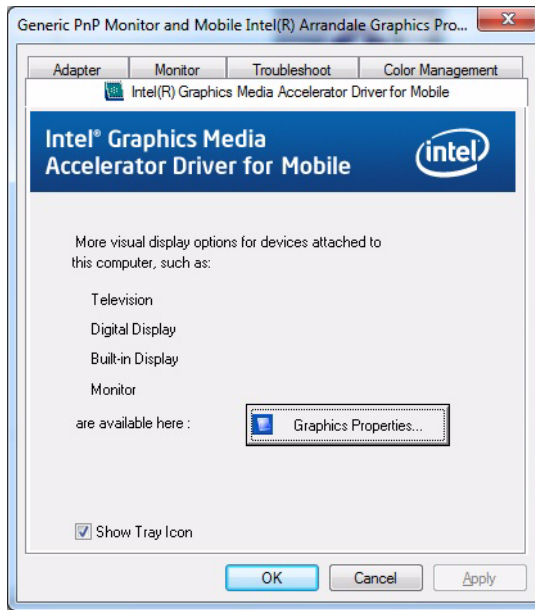 Generic PnP Monitor and Mobile Intel(R) Arrandale Graphics Pro...
Adapter
Monitor
Troubleshoot
Color Management
Intel(R) Graphics Media Accelerator Driver for Mobile
Intel® Graphics Media
Accelerator Driver for Mobile
intel
More visual display options for devices attached to
this computer, such as:
Television
Digital Display
Built-in Display
Monitor
are available here :
Graphics Properties...
Show Tray Icon
OK
Cancel
Apply